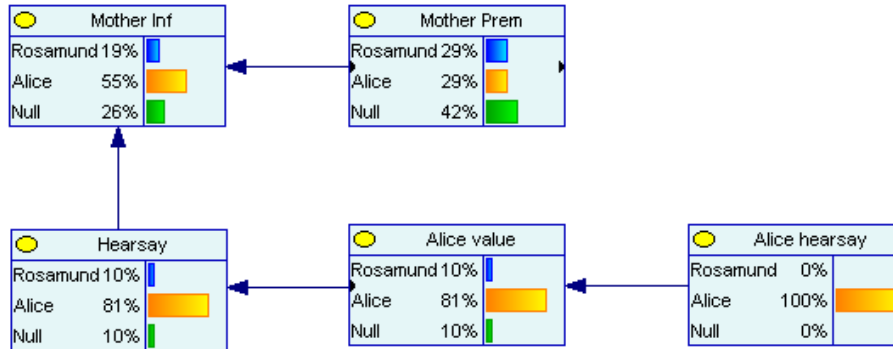 Mother Inf
Rosamund 19%
Alice 55%
Null 26%
Mother Prem
Rosamund 29%
Alice 29%
Null 42%
Hearsay
Rosamund 10%
Alice 81%
Null 10%
Alice value
Rosamund 10%
Alice 81%
Null 10%
Alice hearsay
Rosamund 0%
Alice 100%
Null 0%